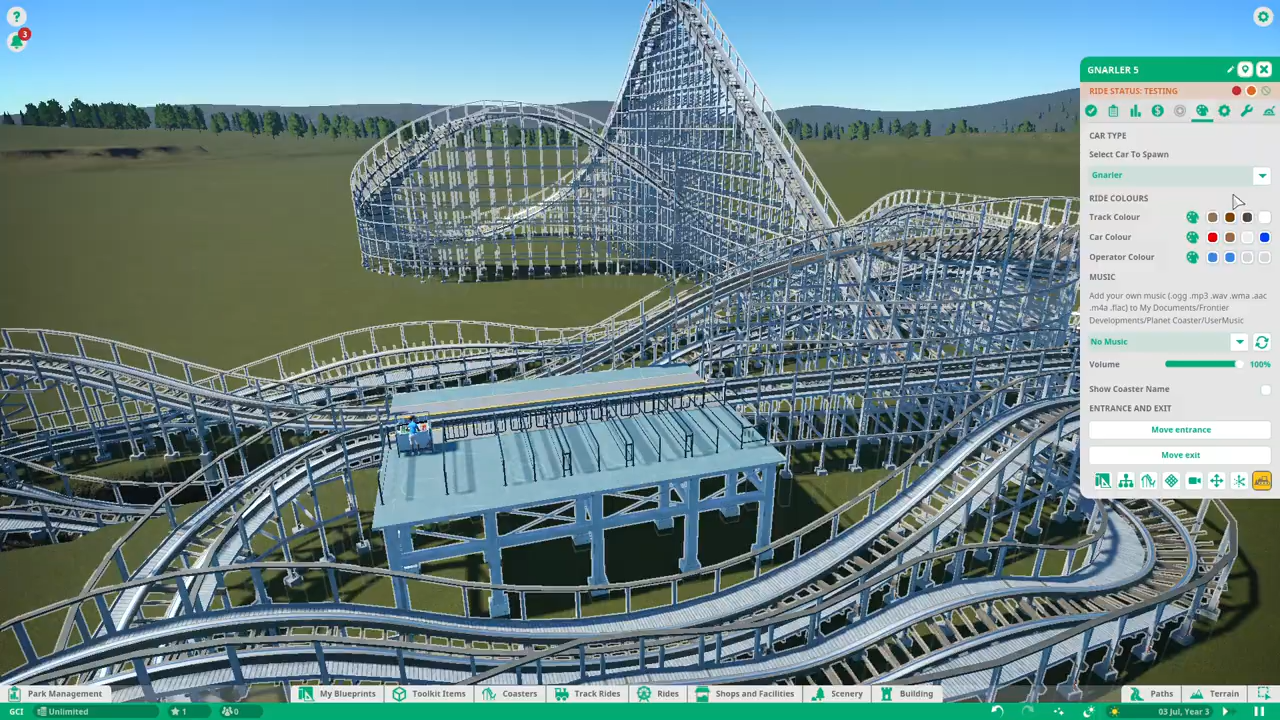 ?
3
GNARLER 5
RIDE STATUS: TESTING
CAR TYPE
Select Car To Spawn
Gnarler
RIDE COLOURS
Track Colour
Car Colour
Operator Colour
MUSIC
Add your own music (.ogg .mp3 .wav .wma .aac
.m4a .flac) to My Documents/Frontier
Developments/Planet Coaster/UserMusic
No Music
Volume 100%
Show Coaster Name
ENTRANCE AND EXIT
Move entrance
Move exit
Park Management My Blueprints Toolkit Items Coasters Track Rides Rides Shops and Facilities Scenery Building Paths Terrain
GCI Unlimited 1 0 03 Jul, Year 3